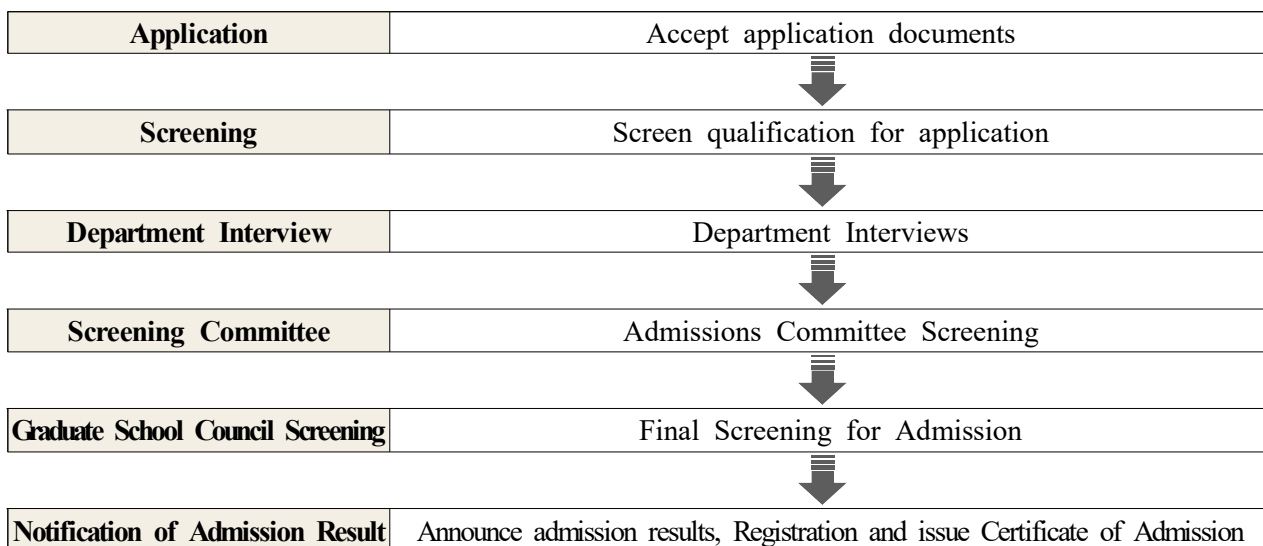 Application Accept application documents
Screening Screen qualification for application
Department Interview Department Interviews
Screening Committee Admissions Committee Screening
Graduate School Council Screening Final Screening for Admission
Notification of Admission Result Announce admission results, Registration and issue Certificate of Admission